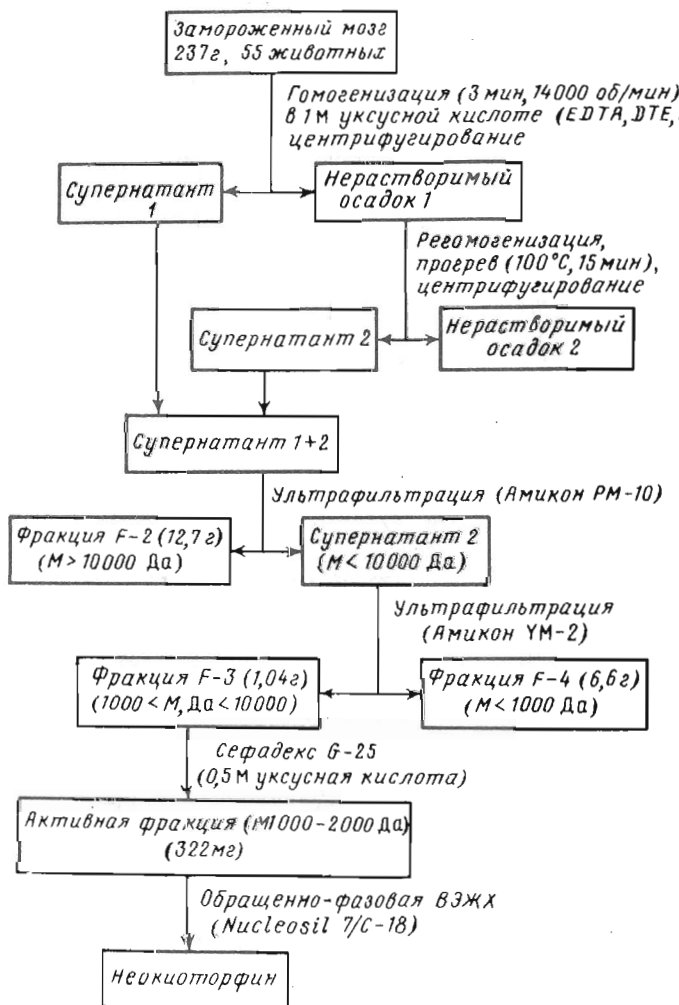 Замороженный мозг
237г, 55 животных
Гомогенизация (3 мин, 14000 об/мин)
в 1М уксусной кислоте (EDTA, DTE,
центрифугирование
Супернатант
1
Нерастворимый
осадок 1
Регомогенизация,
прогрев (100°С, 15 мин),
центрифугирование
Супернатант 2
Нерастворимый
осадок 2
Супернатант 1+2
Ультрафильтрация (Амикон РМ-10)
Фракция F-2 (12,7г)
(М > 10000 Да)
Супернатант 2
(М < 10000 Да)
Ультрафильтрация
(Амикон YM-2)
Фракция F-3 (1,04г)
(1000 < М, Да < 10000)
Фракция F-4 (6,6г)
(М < 1000 Да)
Сефадекс G-25
(0,5М уксусная кислота)
Активная фракция (М1000-2000 Да)
(322мг)
Обращенно-фазовая ВЭЖХ
(Nucleosil 7/C-18)
Неокиоторфин